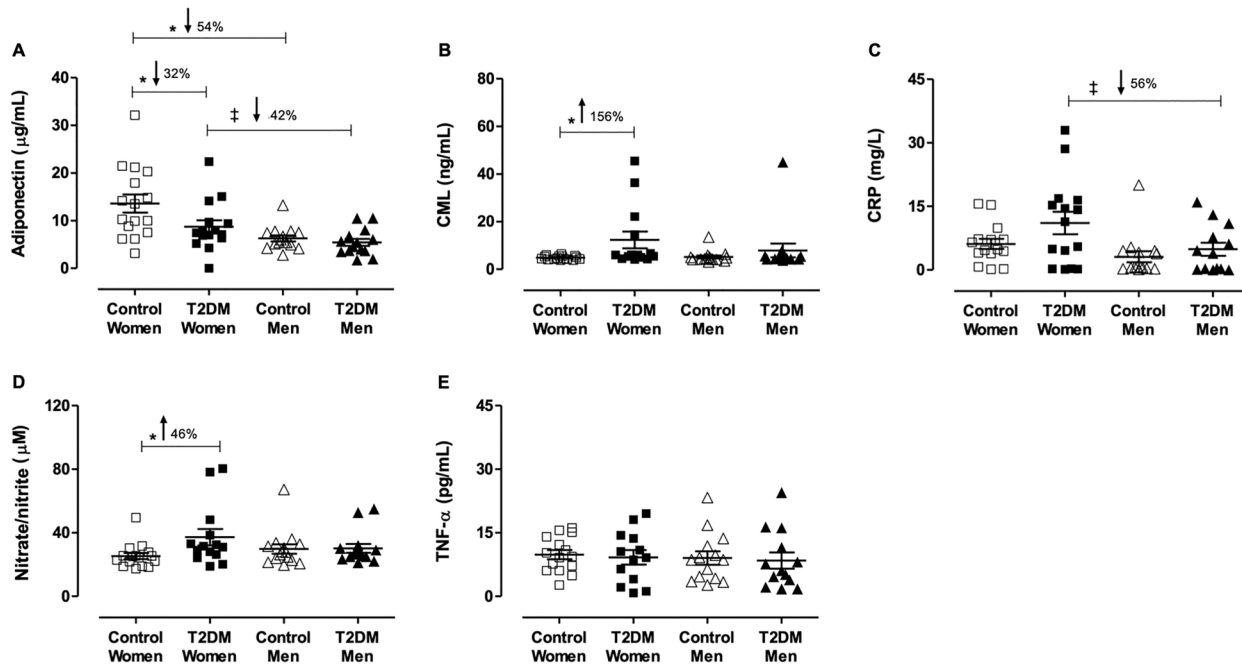 * ↓ 54%
A
B
C
* ↓ 32%
‡ ↓ 42%
Adiponectin (μg/mL)
40
30
20
10
0
Control Women
T2DM Women
Control Men
T2DM Men
* ↑ 156%
CML (ng/mL)
80
60
40
20
0
Control Women
T2DM Women
Control Men
T2DM Men
‡ ↓ 56%
CRP (mg/L)
45
30
15
0
Control Women
T2DM Women
Control Men
T2DM Men
D
* ↑ 46%
Nitrate/nitrite (μM)
120
80
40
0
Control Women
T2DM Women
Control Men
T2DM Men
E
TNF-α (pg/mL)
45
30
15
0
Control Women
T2DM Women
Control Men
T2DM Men